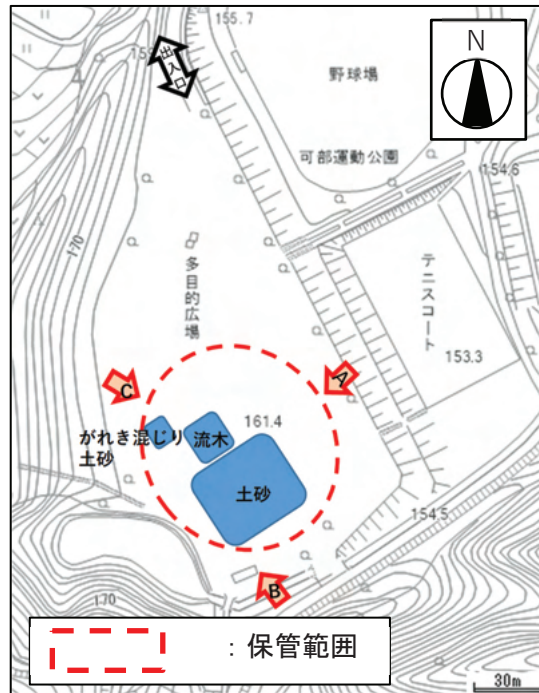 155.7
N
出入口
野球場
可部運動公園
154.6
170
多目的広場
テニスコート
153.3
C
A
161.4
がれき混じり
土砂
流木
土砂
154.5
B
170
：保管範囲
30m